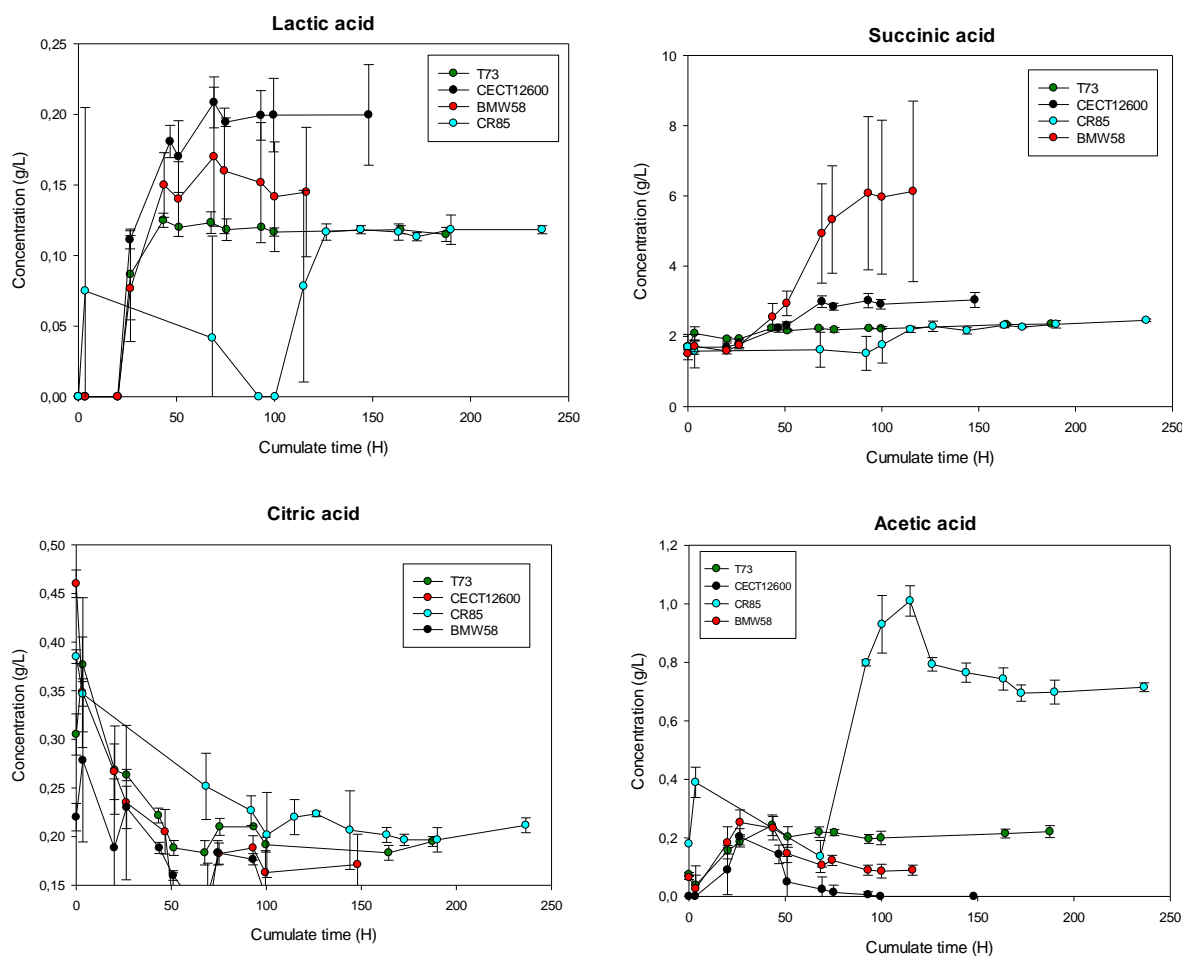 Lactic acid
0,25
0,20
0,15
0,10
0,05
0,00
Concentration (g/L)
0
50
100
150
200
250
Cumulate time (H)
T73
CECT12600
BMW58
CR85
Succinic acid
10
8
6
4
2
0
Concentration (g/L)
0
50
100
150
200
250
Cumulate time (H)
T73
CECT12600
CR85
BMW58
Citric acid
0,50
0,45
0,40
0,35
0,30
0,25
0,20
0,15
Concentration (g/L)
0
50
100
150
200
250
Cumulate time (H)
T73
CECT12600
CR85
BMW58
Acetic acid
1,2
1,0
0,8
0,6
0,4
0,2
0,0
Concentration (g/L)
0
50
100
150
200
250
Cumulate time (H)
T73
CECT12600
CR85
BMW58